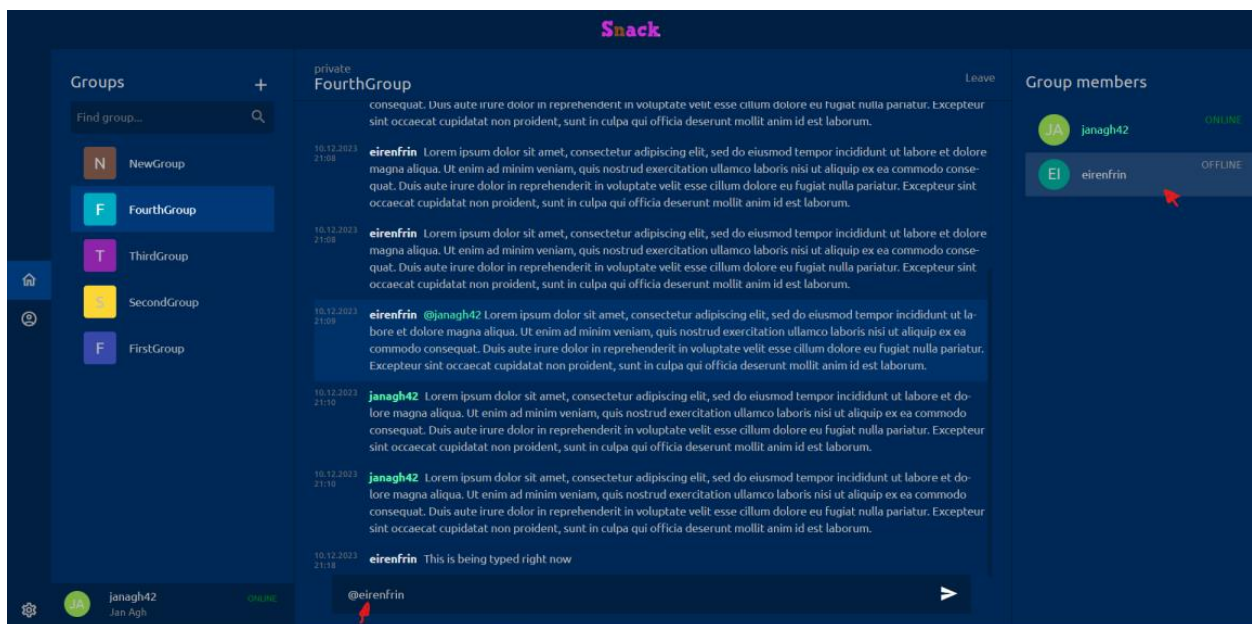 Snack
Groups
+
Find group...
N NewGroup
F FourthGroup
T ThirdGroup
S SecondGroup
F FirstGroup
JA janagh42 ONLINE
Jan Agh
private
FourthGroup
Leave
consequat. Duis aute irure dolor in reprehenderit in voluptate velit esse cillum dolore eu fugiat nulla pariatur. Excepteur
sint occaecat cupidatat non proident, sunt in culpa qui officia deserunt mollit anim id est laborum.
10.12.2023
21:08
eirenfrin Lorem ipsum dolor sit amet, consectetur adipiscing elit, sed do eiusmod tempor incididunt ut labore et dolore
magna aliqua. Ut enim ad minim veniam, quis nostrud exercitation ullamco laboris nisi ut aliquip ex ea commodo conse-
quat. Duis aute irure dolor in reprehenderit in voluptate velit esse cillum dolore eu fugiat nulla pariatur. Excepteur sint
occaecat cupidatat non proident, sunt in culpa qui officia deserunt mollit anim id est laborum.
10.12.2023
21:08
eirenfrin Lorem ipsum dolor sit amet, consectetur adipiscing elit, sed do eiusmod tempor incididunt ut labore et dolore
magna aliqua. Ut enim ad minim veniam, quis nostrud exercitation ullamco laboris nisi ut aliquip ex ea commodo conse-
quat. Duis aute irure dolor in reprehenderit in voluptate velit esse cillum dolore eu fugiat nulla pariatur. Excepteur sint
occaecat cupidatat non proident, sunt in culpa qui officia deserunt mollit anim id est laborum.
10.12.2023
21:09
eirenfrin @janagh42 Lorem ipsum dolor sit amet, consectetur adipiscing elit, sed do eiusmod tempor incididunt ut la-
bore et dolore magna aliqua. Ut enim ad minim veniam, quis nostrud exercitation ullamco laboris nisi ut aliquip ex ea
commodo consequat. Duis aute irure dolor in reprehenderit in voluptate velit esse cillum dolore eu fugiat nulla pariatur.
Excepteur sint occaecat cupidatat non proident, sunt in culpa qui officia deserunt mollit anim id est laborum.
10.12.2023
21:10
janagh42 Lorem ipsum dolor sit amet, consectetur adipiscing elit, sed do eiusmod tempor incididunt ut labore et do-
lore magna aliqua. Ut enim ad minim veniam, quis nostrud exercitation ullamco laboris nisi ut aliquip ex ea commodo
consequat. Duis aute irure dolor in reprehenderit in voluptate velit esse cillum dolore eu fugiat nulla pariatur. Excepteur
sint occaecat cupidatat non proident, sunt in culpa qui officia deserunt mollit anim id est laborum.
10.12.2023
21:10
janagh42 Lorem ipsum dolor sit amet, consectetur adipiscing elit, sed do eiusmod tempor incididunt ut labore et do-
lore magna aliqua. Ut enim ad minim veniam, quis nostrud exercitation ullamco laboris nisi ut aliquip ex ea commodo
consequat. Duis aute irure dolor in reprehenderit in voluptate velit esse cillum dolore eu fugiat nulla pariatur. Excepteur
sint occaecat cupidatat non proident, sunt in culpa qui officia deserunt mollit anim id est laborum.
10.12.2023
21:18
eirenfrin This is being typed right now
@eirenfrin
Group members
JA janagh42 ONLINE
EI eirenfrin OFFLINE